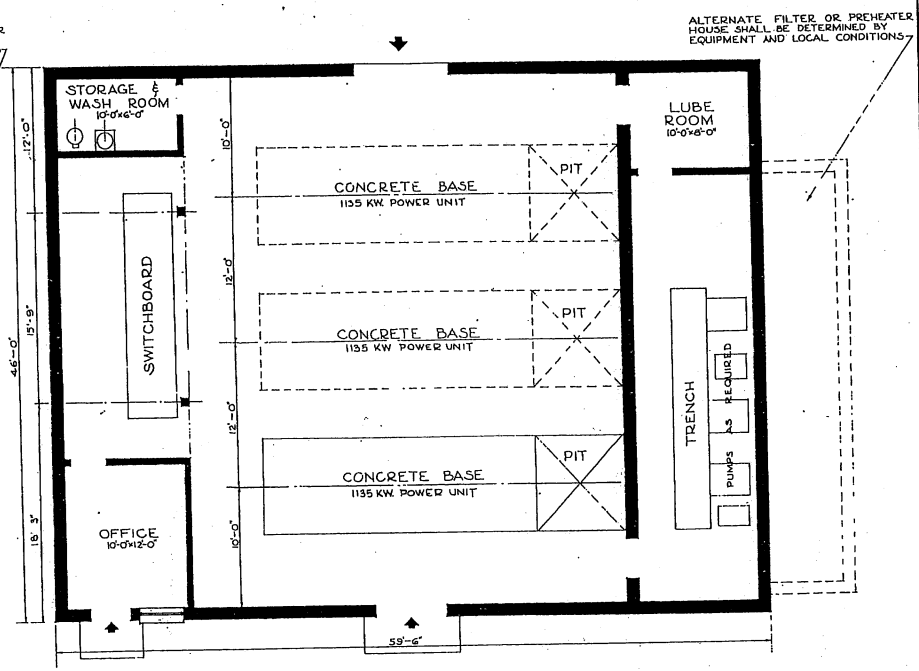 R
ALTERNATE FILTER OR PREHEATER
HOUSE SHALL BE DETERMINED BY
EQUIPMENT AND LOCAL CONDITIONS
STORAGE &
WASH ROOM
10'-0"x6'-0"
LUBE
ROOM
10'-0"x8'-0"
12'-0"
10'-0"
PIT
CONCRETE BASE
1135 KW. POWER UNIT
12'-0"
SWITCHBOARD
15'-9"
46'-0"
PIT
CONCRETE BASE
1135 KW POWER UNIT
TRENCH
PUMPS AS REQUIRED
12'-0"
PIT
CONCRETE BASE
1135 KW. POWER UNIT
18' 3"
OFFICE
10'-0"x12'-0"
10'-0"
59'-6"